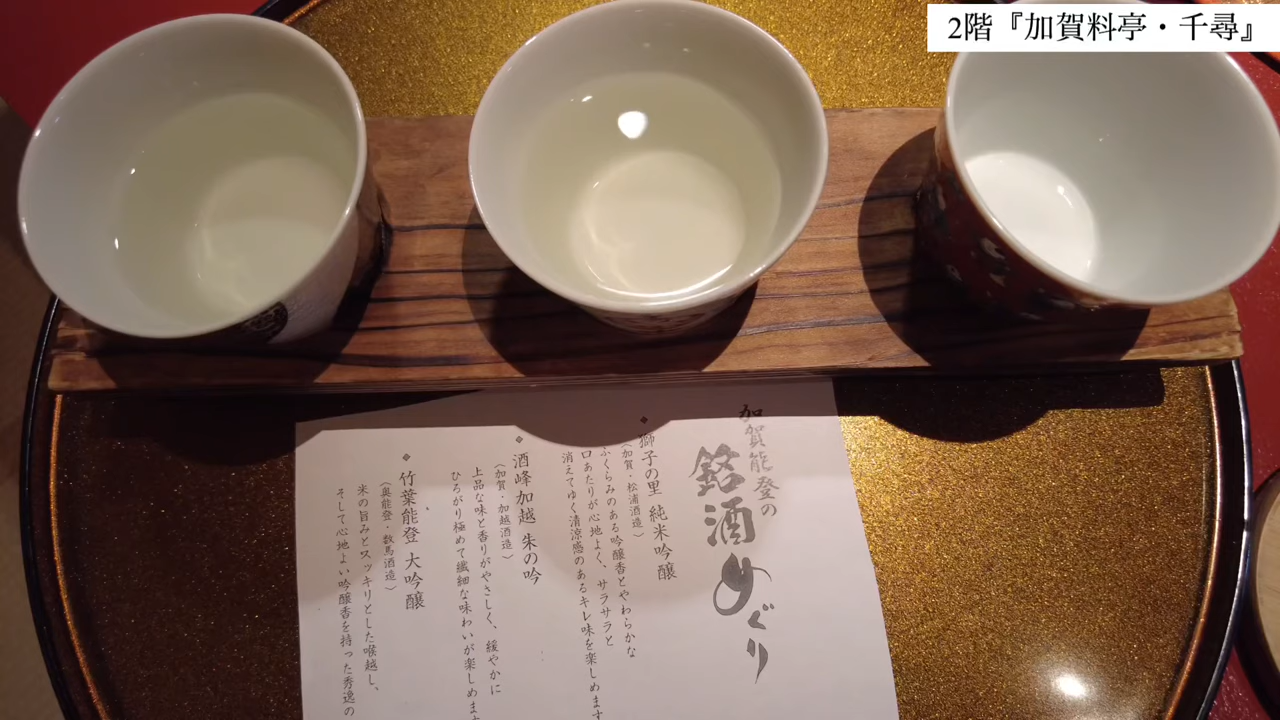 2階『加賀料亭・千尋』
加賀能登の
銘酒めぐり
獅子の里 純米吟醸
（加賀・松浦酒造）
ふくらみのある吟醸香とやわらかな
口あたりが心地よく、サラサラと
消えてゆく清涼感のあるキレ味を楽しめます
酒峰加越 朱の吟
（加賀・加越酒造）
上品な味と香りがやさしく、緩やかに
ひろがり極めて繊細な味わいが楽しめます
竹葉能登 大吟醸
（奥能登・数馬酒造）
米の旨みとスッキリとした喉越し、
そして心地よい吟醸香を持った秀逸の